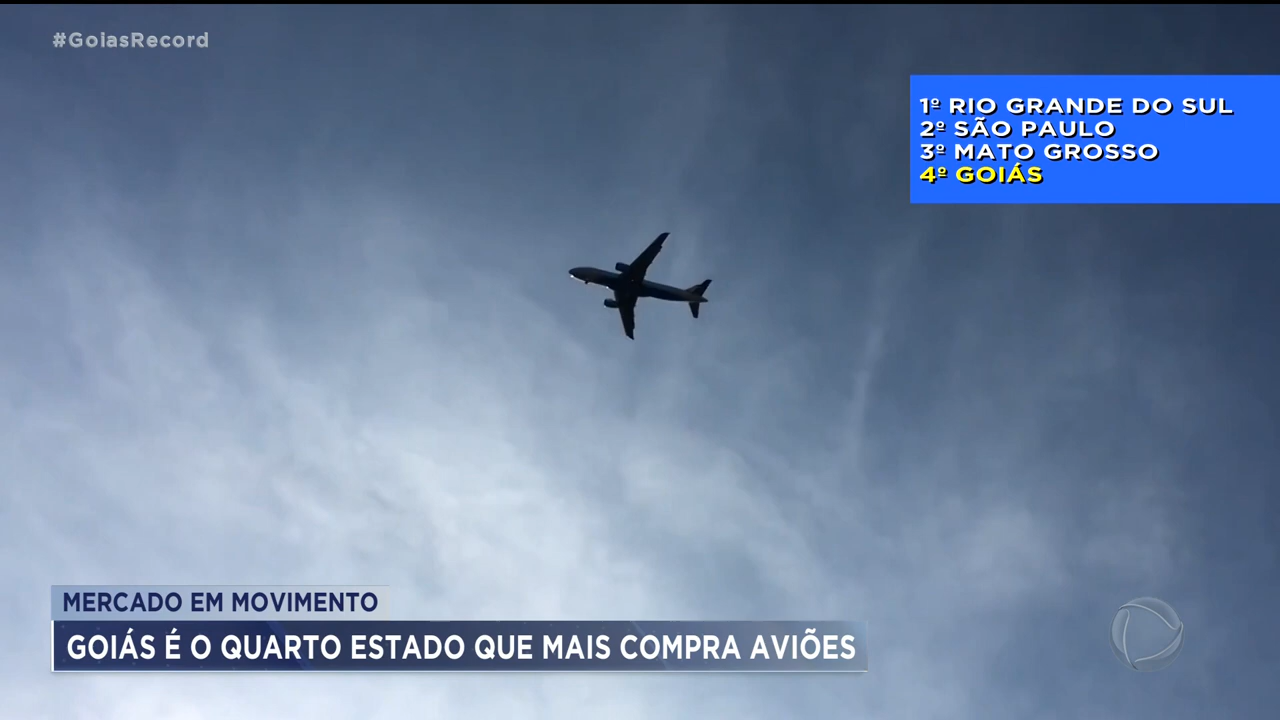 #GoiasRecord
1º RIO GRANDE DO SUL
2º SÃO PAULO
3º MATO GROSSO
4º GOIÁS
MERCADO EM MOVIMENTO
GOIÁS É O QUARTO ESTADO QUE MAIS COMPRA AVIÕES